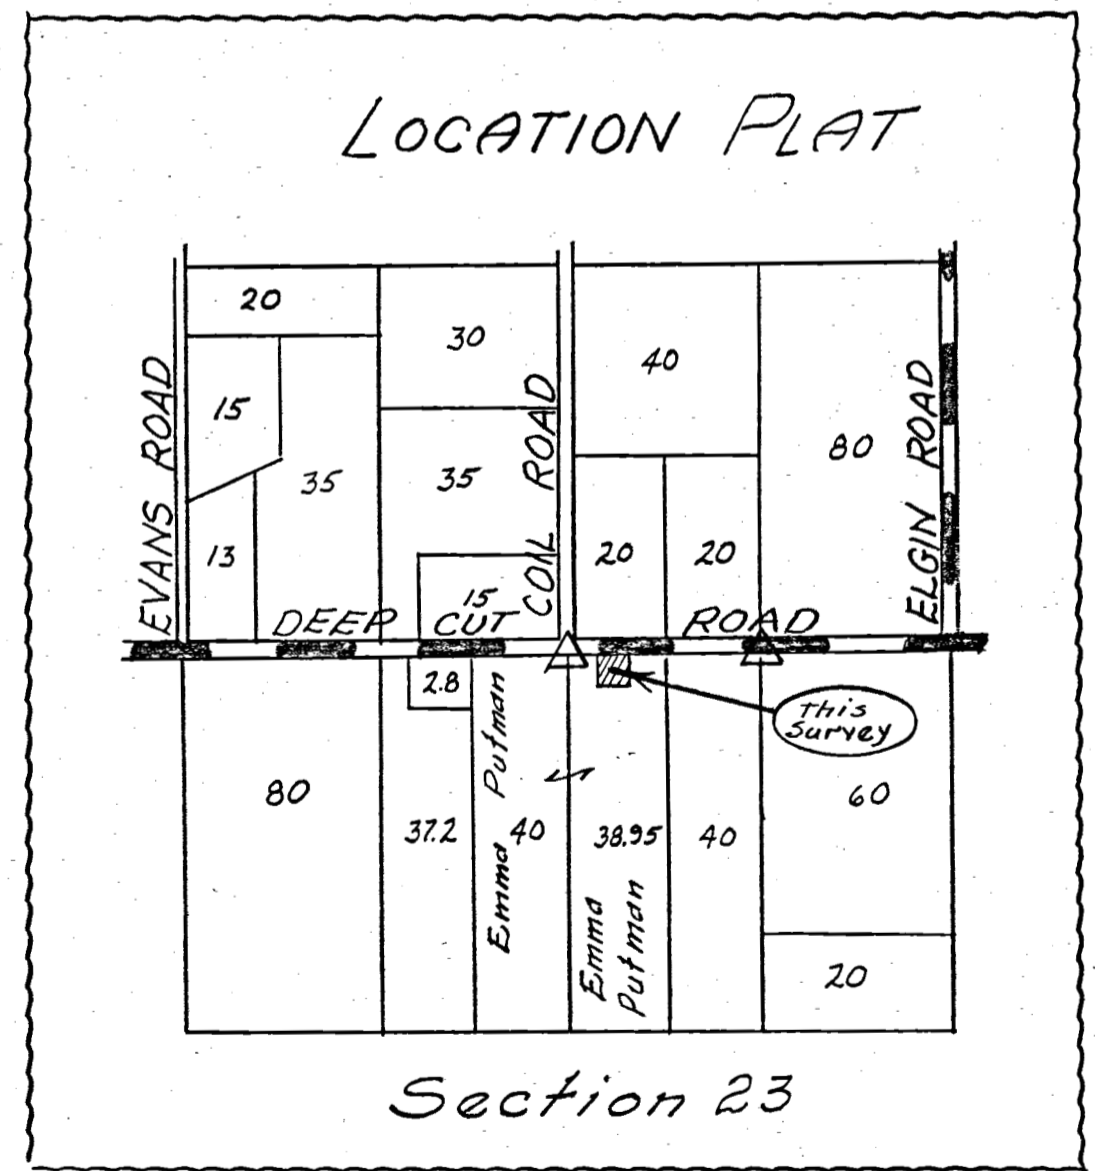 LOCATION PLAT
20
30
40
15
80
35
35
13
20
20
15
EVANS ROAD
COIL ROAD
ELGIN ROAD
DEEP CUT ROAD
2.8
This
Survey
80
37.2
Emma Putman
40
38.95
Emma
Putman
40
60
20
Section 23